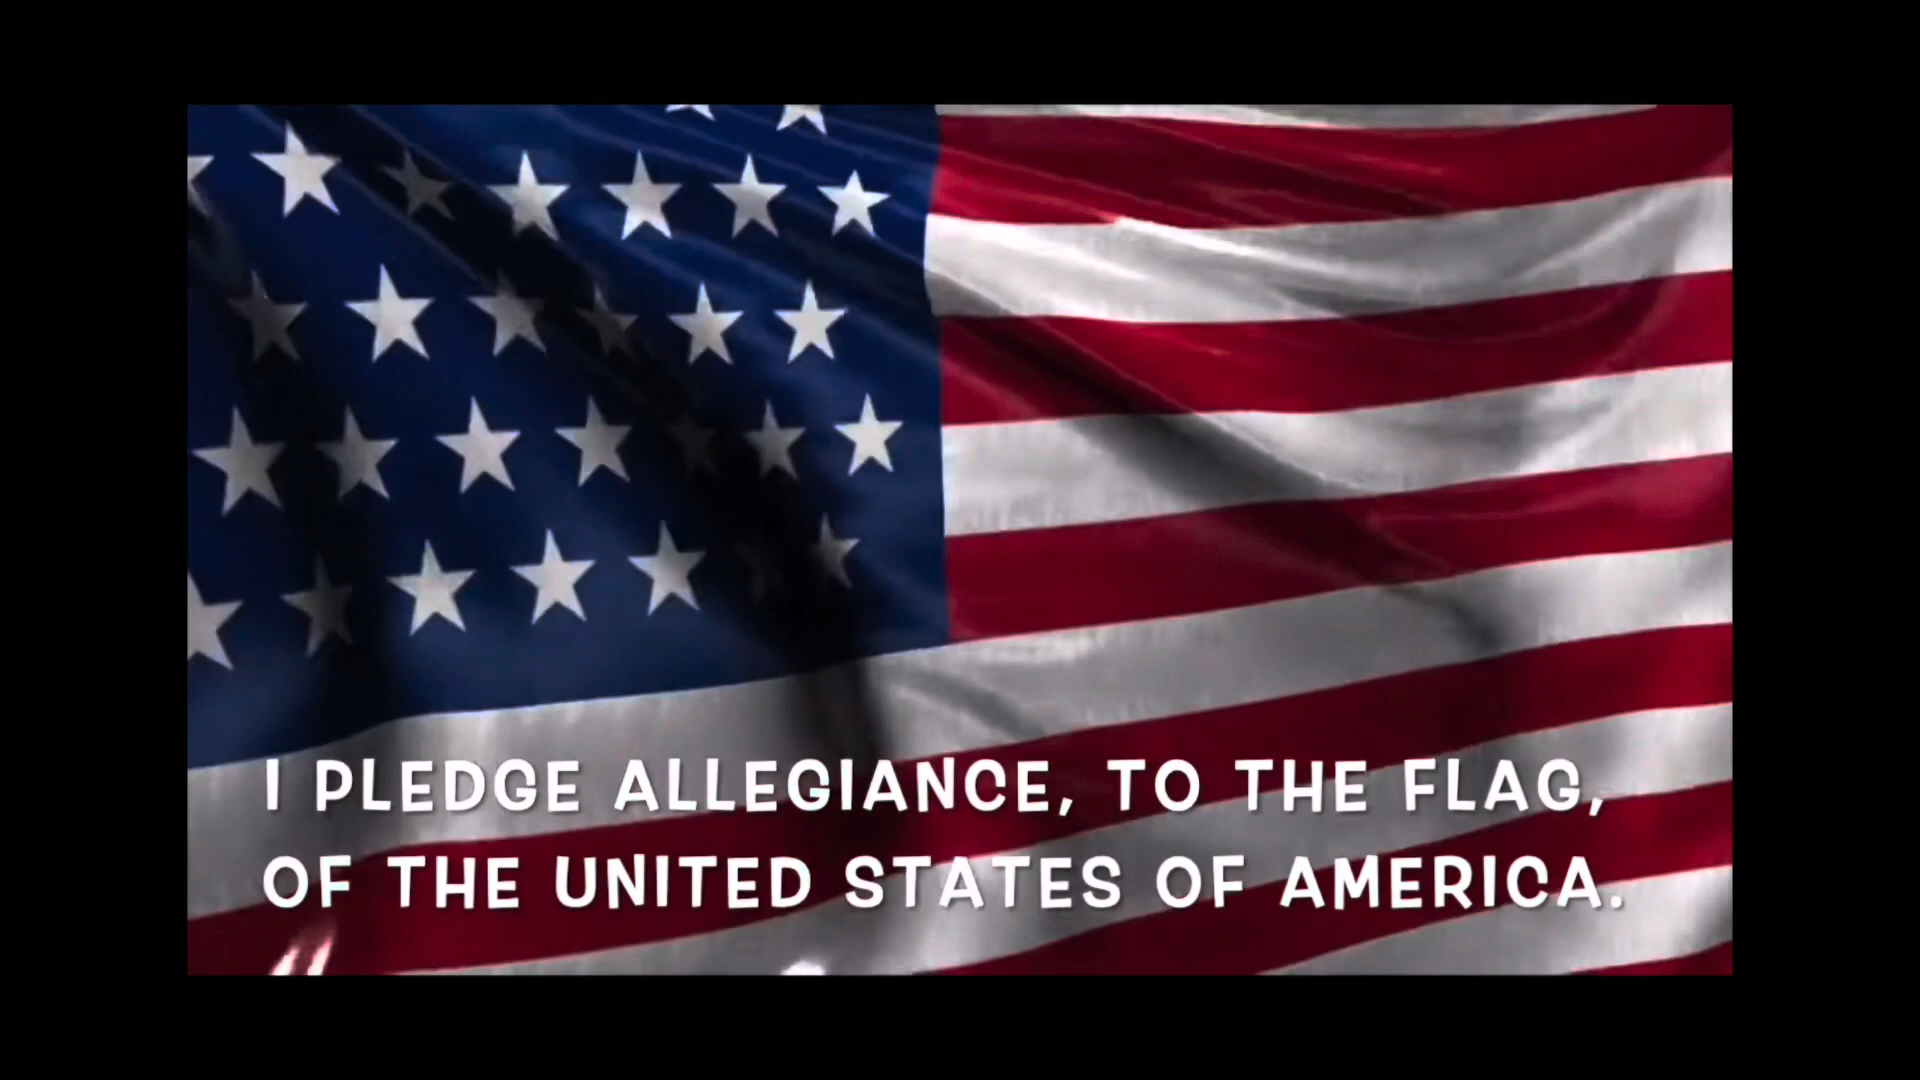 I PLEDGE ALLEGIANCE, TO THE FLAG,
OF THE UNITED STATES OF AMERICA.